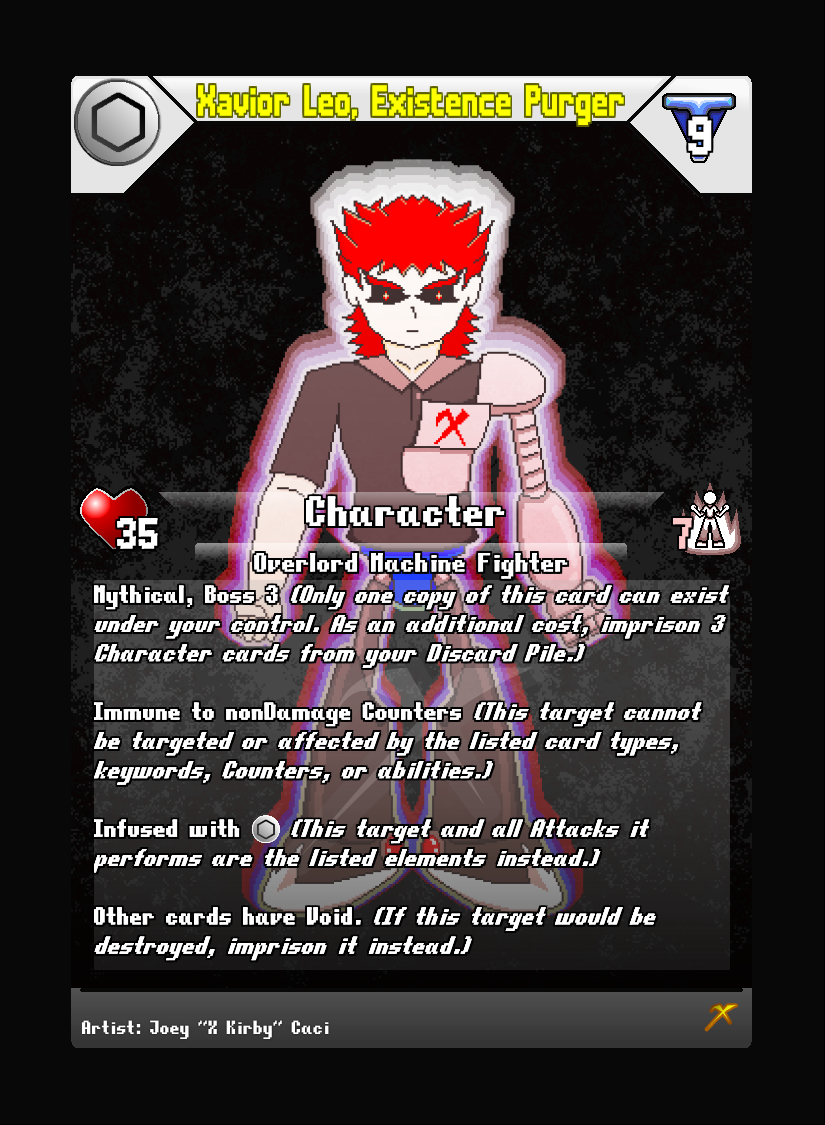 Xavior Leo, Existence Purger
9
35
Character
7
Overlord Machine Fighter
Mythical, Boss 3 (Only one copy of this card can exist
under your control. As an additional cost, imprison 3
Character cards from your Discard Pile.)
Immune to nonDamage Counters (This target cannot
be targeted or affected by the listed card types,
keywords, Counters, or abilities.)
Infused with (This target and all Attacks it
performs are the listed elements instead.)
Other cards have Void. (If this target would be
destroyed, imprison it instead.)
Artist: Joey "X Kirby" Caci